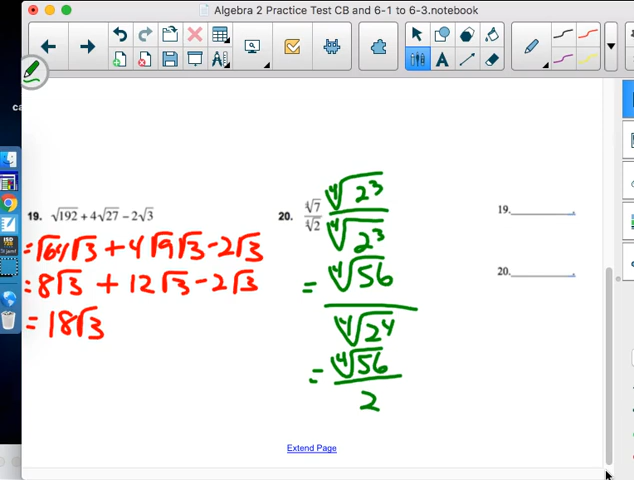 Algebra 2 Practice Test CB and 6-1 to 6-3.notebook
19. √192 + 4√27 − 2√3
= √64√3 + 4√9√3 − 2√3
= 8√3 + 12√3 − 2√3
= 18√3
20. ∜7 / ∜2 ∜2³ / ∜2³
= ∜56 / ∜2⁴
= ∜56 / 2
19.
20.
Extend Page